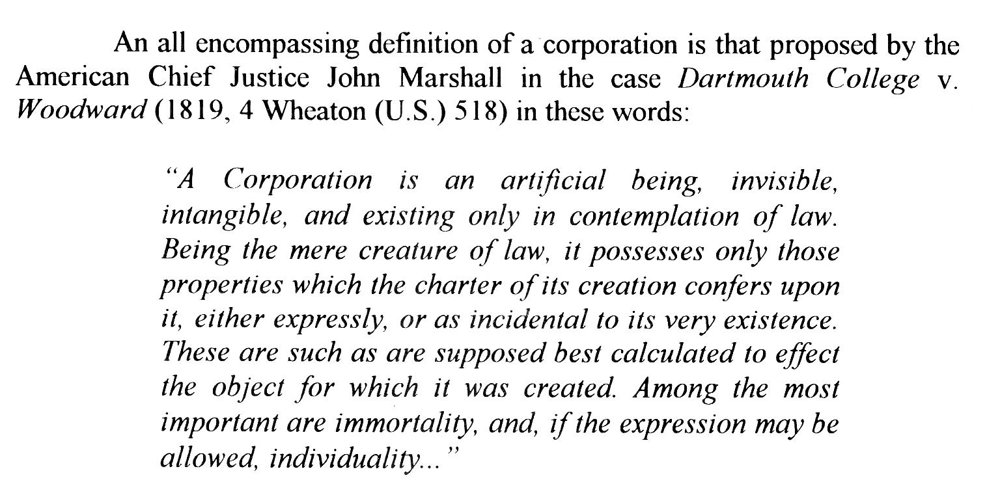 An all encompassing definition of a corporation is that proposed by the
American Chief Justice John Marshall in the case Dartmouth College v.
Woodward (1819, 4 Wheaton (U.S.) 518) in these words:
“A Corporation is an artificial being, invisible,
intangible, and existing only in contemplation of law.
Being the mere creature of law, it possesses only those
properties which the charter of its creation confers upon
it, either expressly, or as incidental to its very existence.
These are such as are supposed best calculated to effect
the object for which it was created. Among the most
important are immortality, and, if the expression may be
allowed, individuality...”